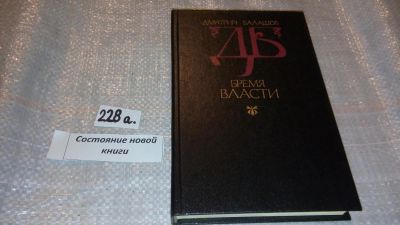 ДМИТРИЙ БАЛАШОВ
ДБ
БРЕМЯ
ВЛАСТИ
228 а.
Состояние новой
книги